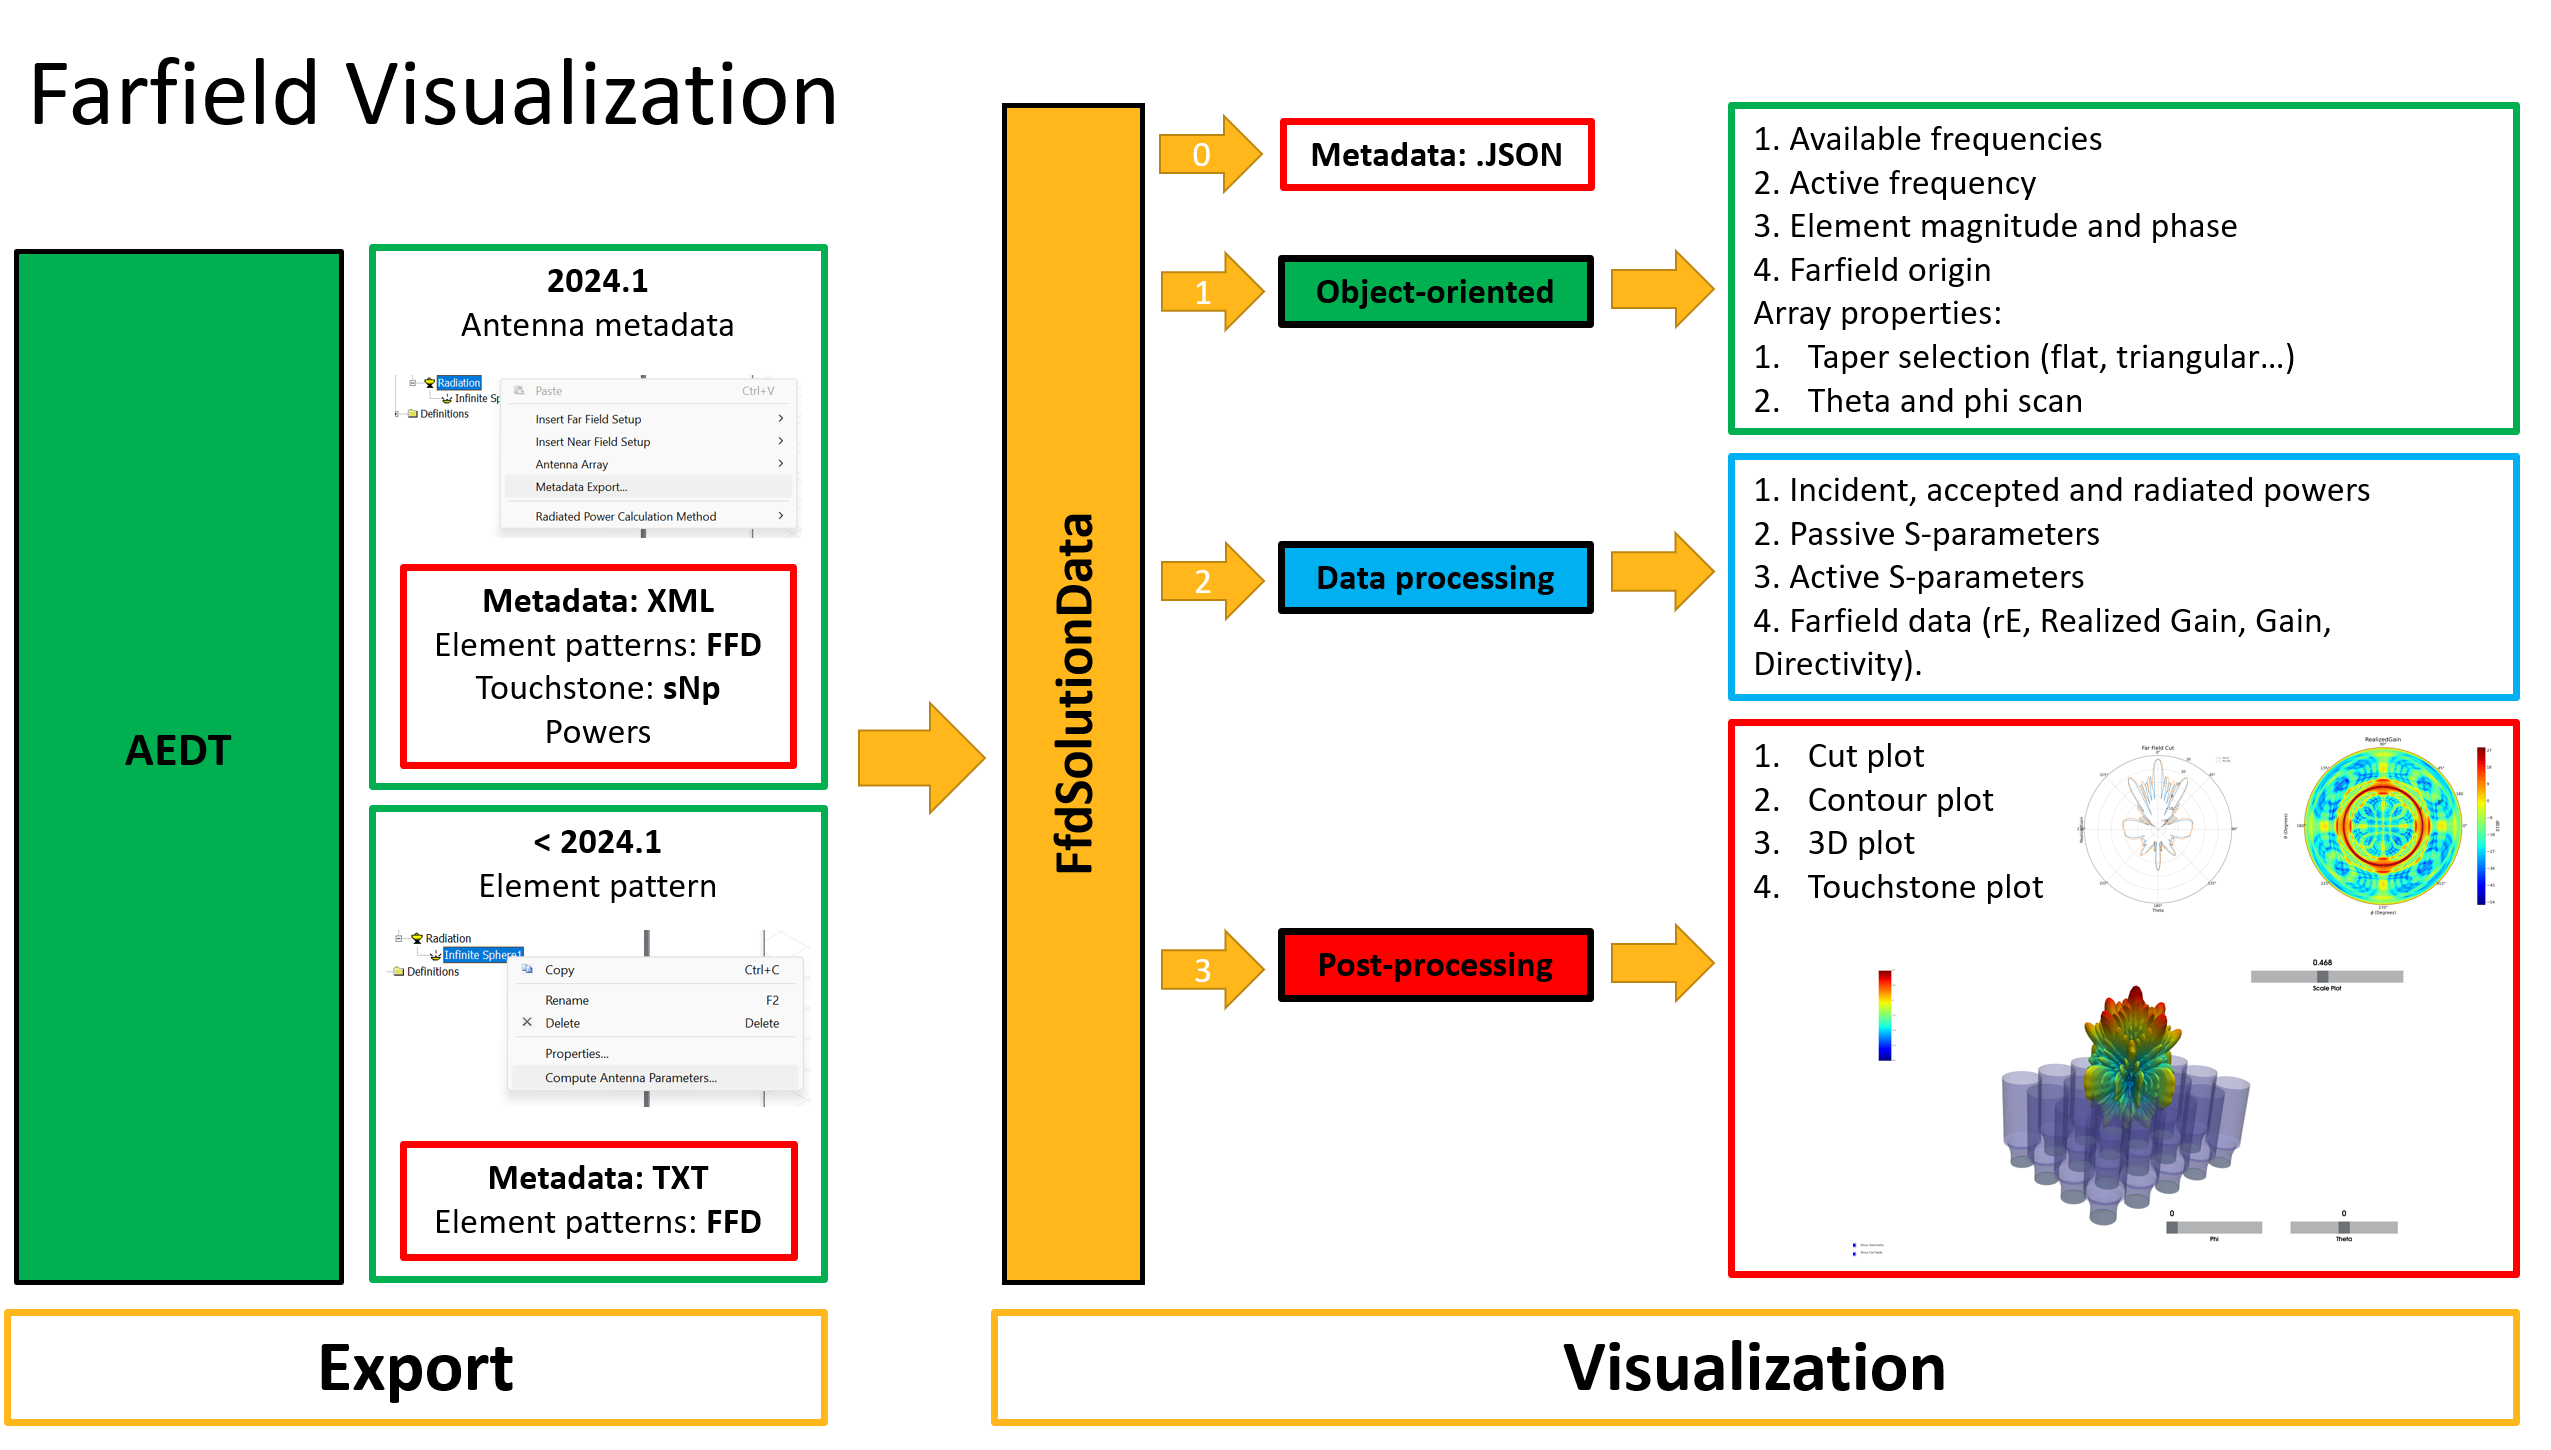 Farfield Visualization
AEDT
2024.1
Antenna metadata
Radiation
Infinite Sp
Definitions
Paste Ctrl+V
Insert Far Field Setup
Insert Near Field Setup
Antenna Array
Metadata Export...
Radiated Power Calculation Method
Metadata: XML
Element patterns: FFD
Touchstone: sNp
Powers
< 2024.1
Element pattern
Radiation
Infinite Sphere1
Definitions
Copy Ctrl+C
Rename F2
Delete Delete
Properties...
Compute Antenna Parameters...
Metadata: TXT
Element patterns: FFD
Export
FfdSolutionData
0
Metadata: .JSON
1
Object-oriented
1. Available frequencies
2. Active frequency
3. Element magnitude and phase
4. Farfield origin
Array properties:
1. Taper selection (flat, triangular...)
2. Theta and phi scan
2
Data processing
1. Incident, accepted and radiated powers
2. Passive S-parameters
3. Active S-parameters
4. Farfield data (rE, Realized Gain, Gain,
Directivity).
3
Post-processing
1. Cut plot
2. Contour plot
3. 3D plot
4. Touchstone plot
Far Field Cut
Theta
RealizedGain
ϕ (Degrees)
0.468
Scale Plot
0
Phi
0
Theta
Visualization